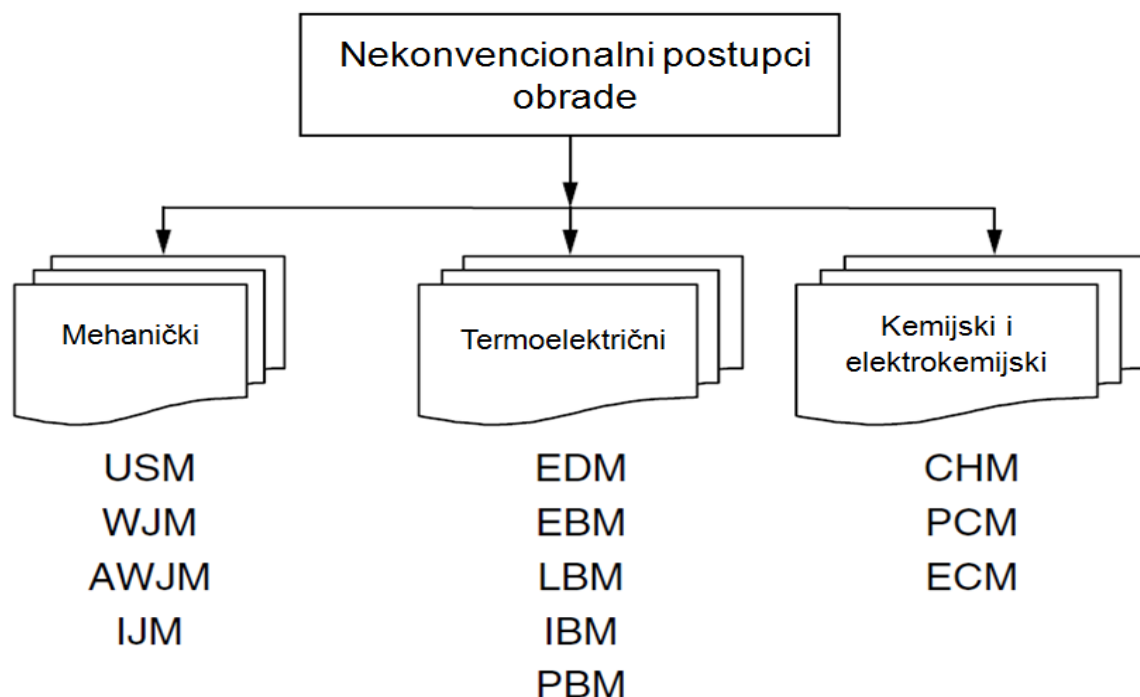 Nekonvencionalni postupci
obrade
Mehanički
USM
WJM
AWJM
IJM
Termoelektrični
EDM
EBM
LBM
IBM
PBM
Kemijski i
elektrokemijski
CHM
PCM
ECM